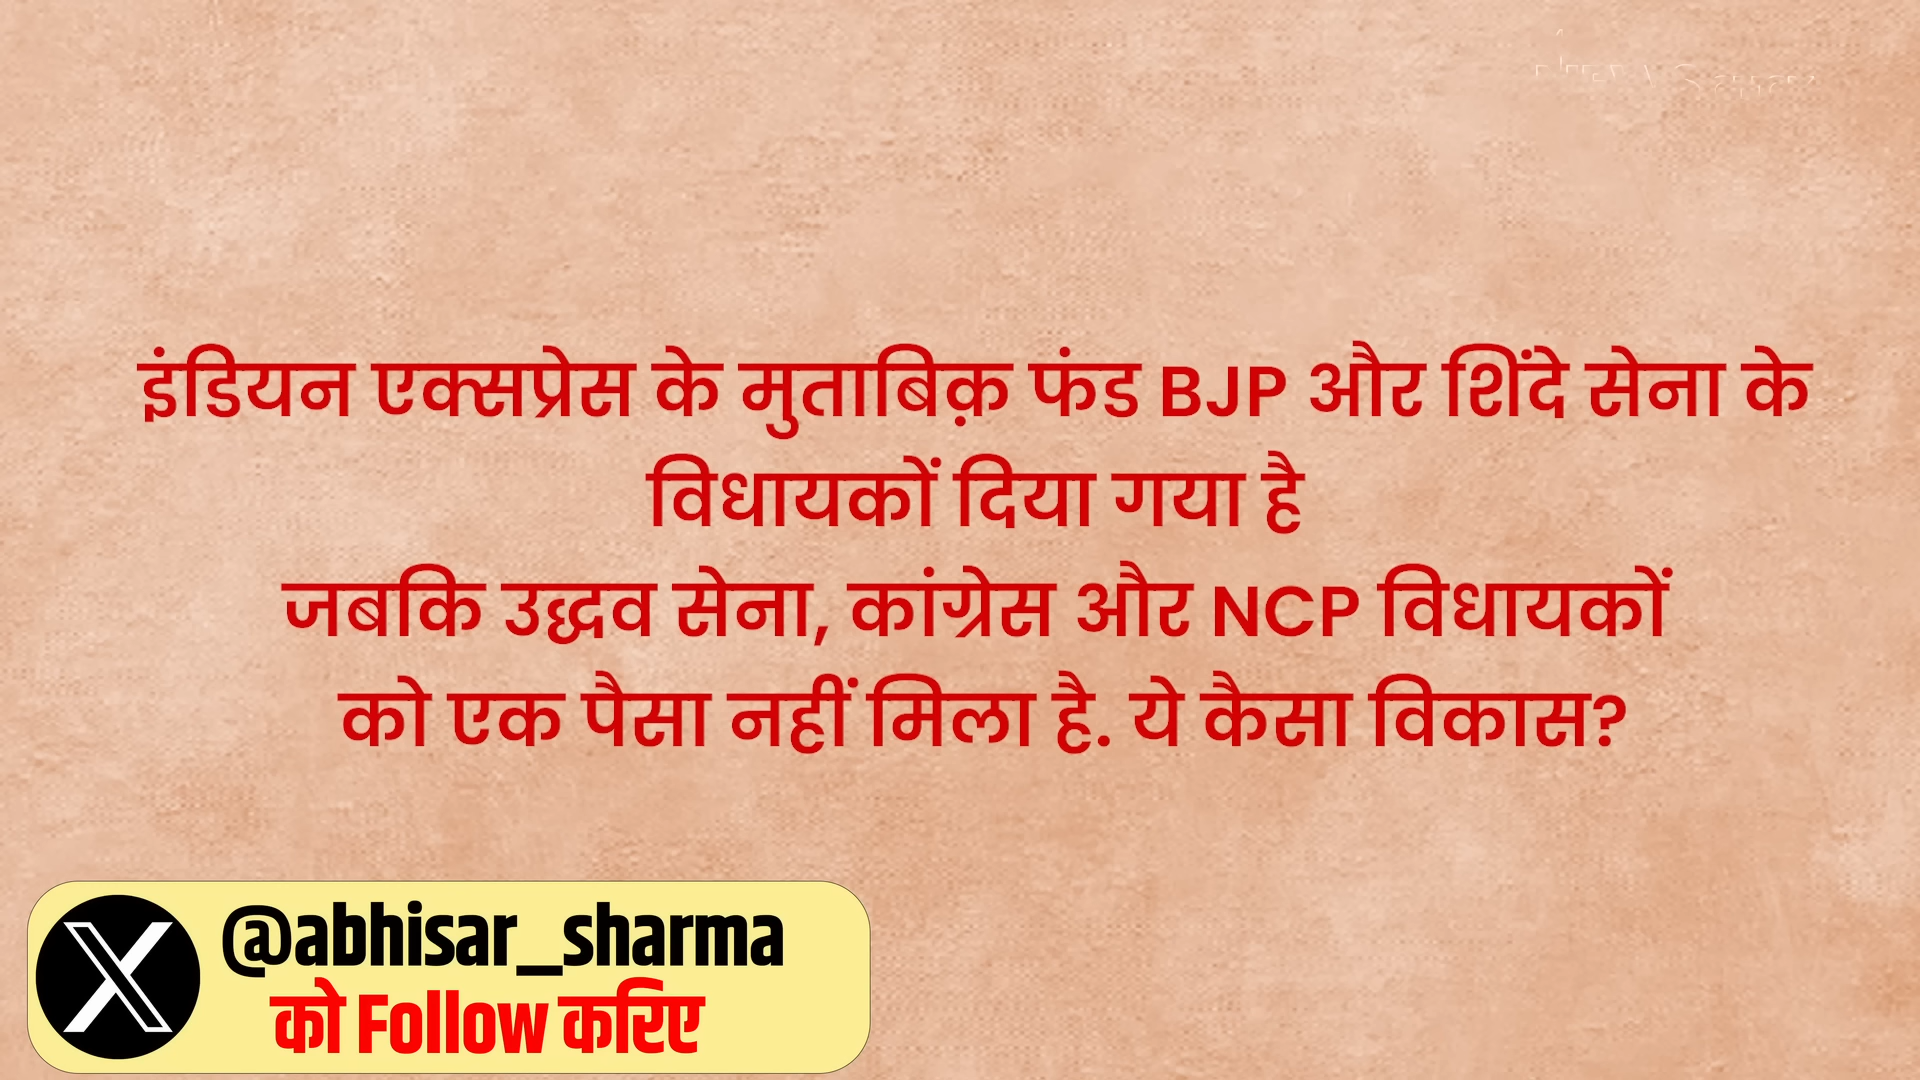 इंडियन एक्सप्रेस के मुताबिक़ फंड BJP और शिंदे सेना के
विधायकों दिया गया है
जबकि उद्धव सेना, कांग्रेस और NCP विधायकों
को एक पैसा नहीं मिला है. ये कैसा विकास?
@abhisar_sharma
को Follow करिए